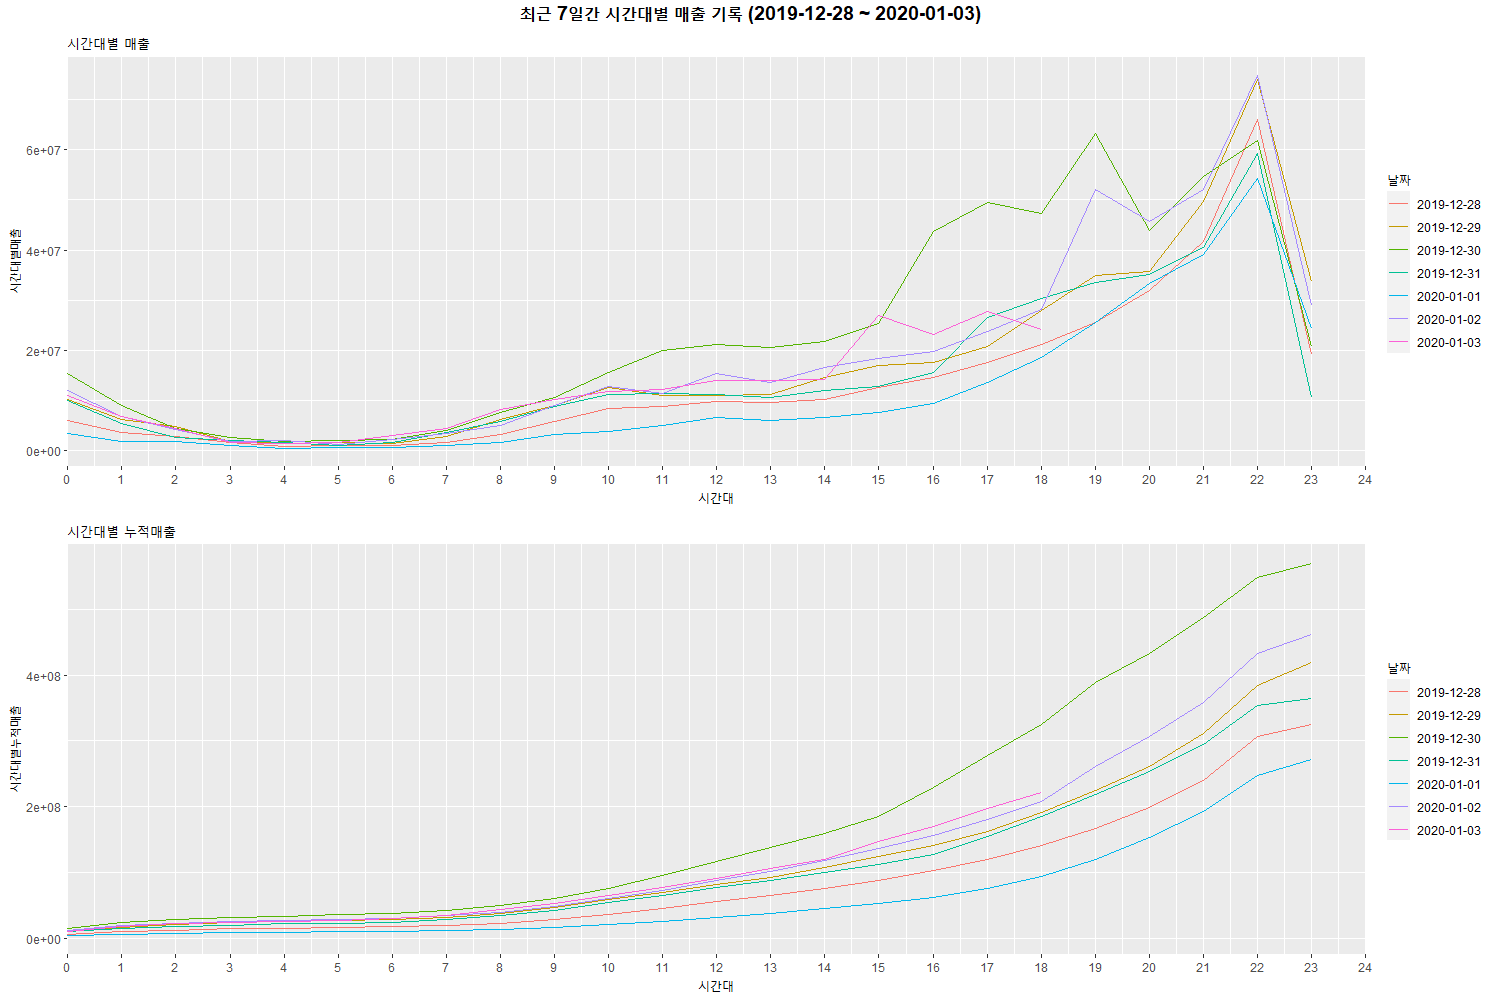 최근 7일간 시간대별 매출 기록 (2019-12-28 ~ 2020-01-03)
시간대별 매출
시간대별매출
6e+07
4e+07
2e+07
0e+00
0 1 2 3 4 5 6 7 8 9 10 11 12 13 14 15 16 17 18 19 20 21 22 23 24
시간대
날짜
2019-12-28
2019-12-29
2019-12-30
2019-12-31
2020-01-01
2020-01-02
2020-01-03
시간대별 누적매출
시간대별누적매출
4e+08
2e+08
0e+00
0 1 2 3 4 5 6 7 8 9 10 11 12 13 14 15 16 17 18 19 20 21 22 23 24
시간대
날짜
2019-12-28
2019-12-29
2019-12-30
2019-12-31
2020-01-01
2020-01-02
2020-01-03